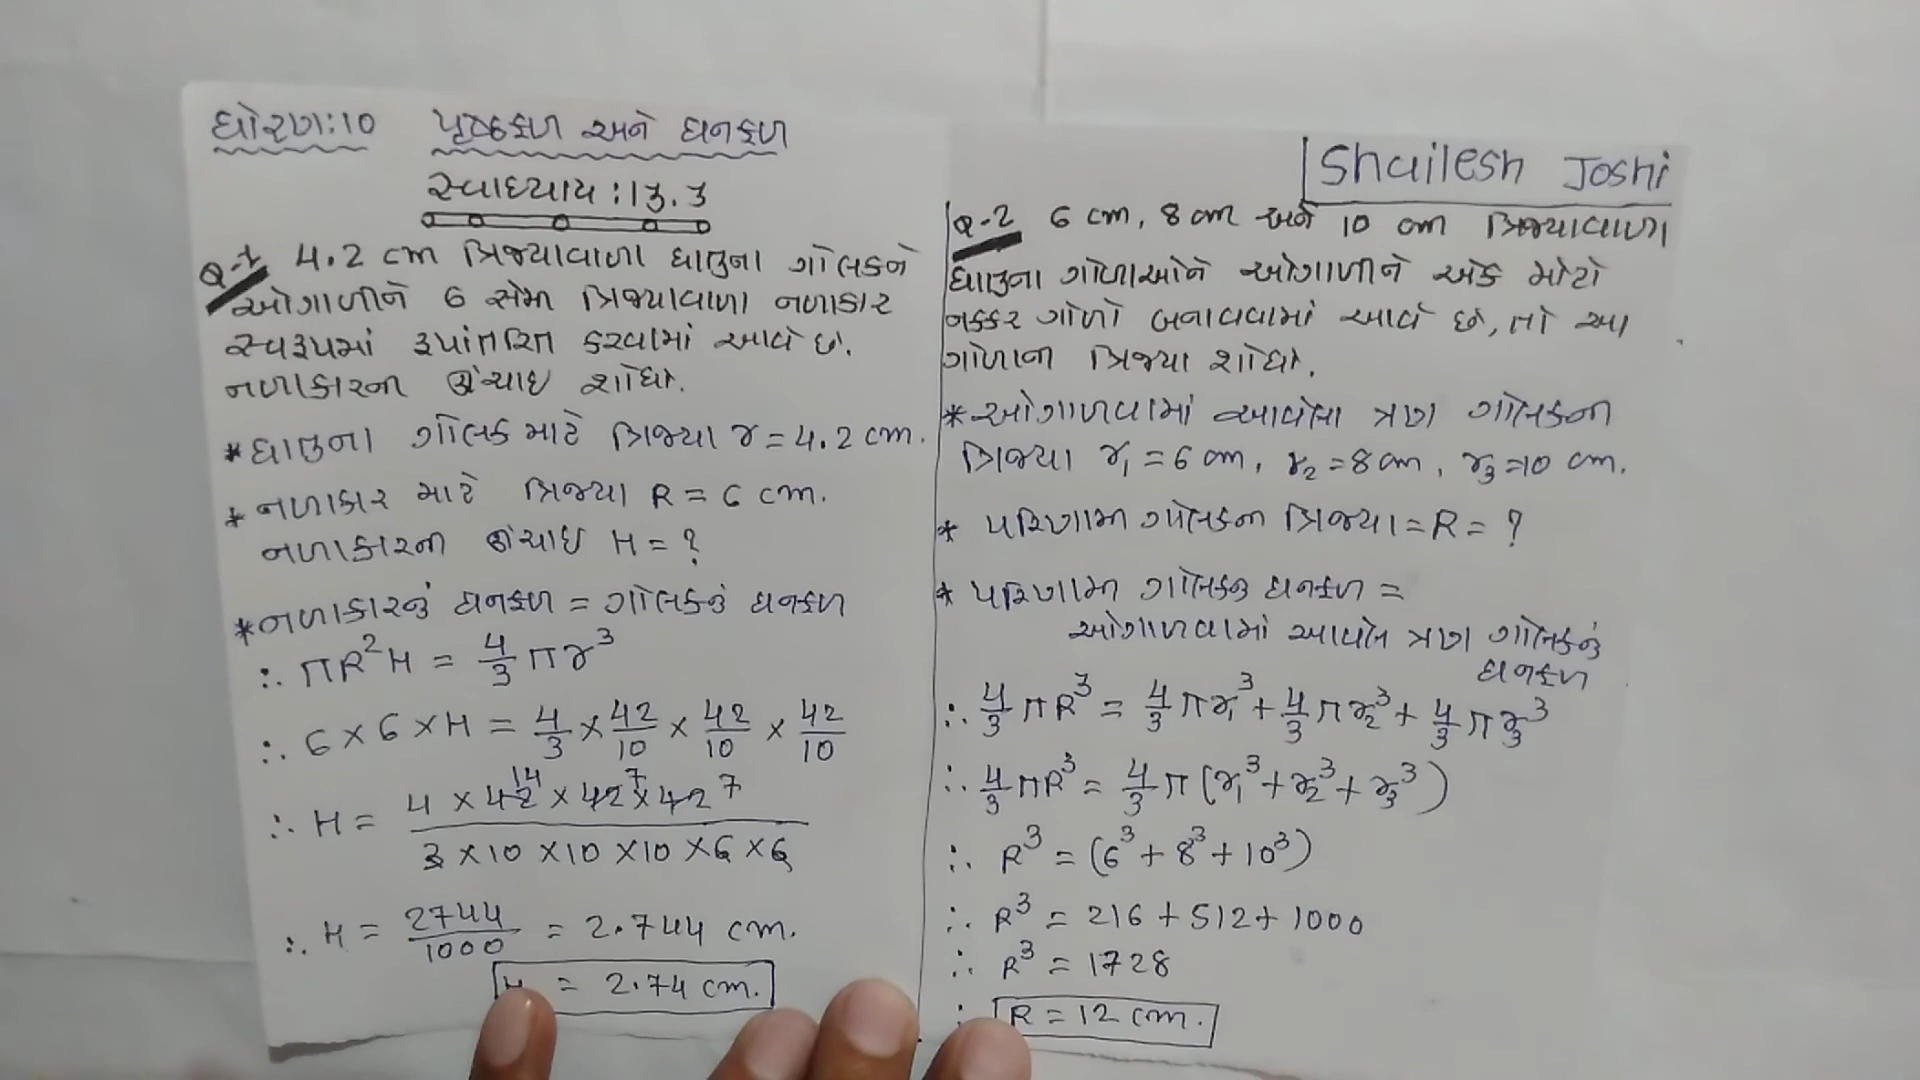 ધોરણ:10 પૃષ્ઠફળ અને ઘનફળ
સ્વાધ્યાય:13.3
Q-1 4.2 cm ત્રિજ્યાવાળા ધાતુના ગોલકને
ઓગાળીને 6 સેમી ત્રિજ્યાવાળા નળાકાર
સ્વરૂપમાં રૂપાંતરિત કરવામાં આવે છે.
નળાકારની ઊંચાઇ શોધો.
*ધાતુના ગોલક માટે ત્રિજ્યા r = 4.2 cm.
*નળાકાર માટે ત્રિજ્યા R = 6 cm.
નળાકારની ઊંચાઇ H = ?
*નળાકારનું ઘનફળ = ગોલકનું ઘનફળ
∴ πR²H = 4/3 πr³
∴ 6×6×H = 4/3 × 42/10 × 42/10 × 42/10
∴ H = 4 × 42 14 × 42 7 × 42 7 / 3×10×10×10×6×6
∴ H = 2744/1000 = 2.744 cm.
H = 2.74 cm.
Shailesh Joshi
Q-2 6 cm, 8 cm અને 10 cm ત્રિજ્યાવાળા
ધાતુના ગોળાઓને ઓગાળીને એક મોટો
નક્કર ગોળો બનાવવામાં આવે છે, તો આ
ગોળાની ત્રિજ્યા શોધો.
*ઓગાળવામાં આવેલા ત્રણ ગોલકની
ત્રિજ્યા r₁ = 6 cm, r₂ = 8 cm, r₃ = 10 cm.
* પરિણામી ગોલકની ત્રિજ્યા = R = ?
* પરિણામી ગોલકનું ઘનફળ =
ઓગાળવામાં આવેલ ત્રણ ગોલકનું
ઘનફળ
∴ 4/3 πR³ = 4/3 πr₁³ + 4/3 πr₂³ + 4/3 πr₃³
∴ 4/3 πR³ = 4/3 π (r₁³ + r₂³ + r₃³)
∴ R³ = (6³ + 8³ + 10³)
∴ R³ = 216 + 512 + 1000
∴ R³ = 1728
∴ R = 12 cm.